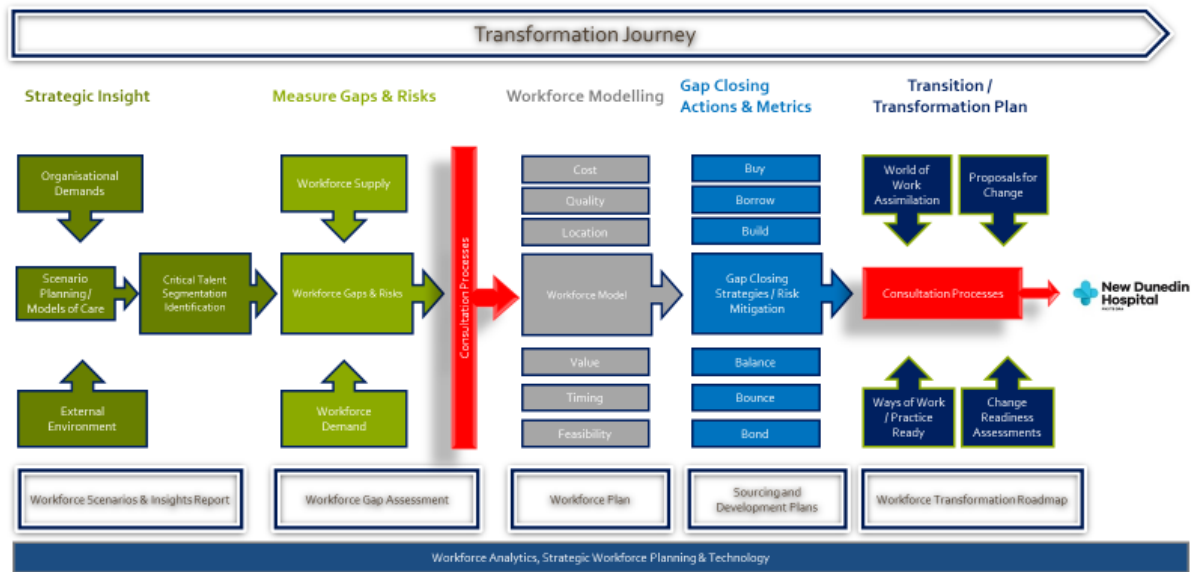 Transformation Journey
Strategic Insight
Measure Gaps & Risks
Workforce Modelling
Gap Closing
Actions & Metrics
Transition /
Transformation Plan
Organisational
Demands
Scenario
Planning /
Models of Care
Critical Talent
Segmentation
Identification
External
Environment
Workforce Supply
Workforce Gaps & Risks
Workforce
Demand
Consultation Processes
Cost
Quality
Location
Workforce Model
Value
Timing
Feasibility
Buy
Borrow
Build
Gap Closing
Strategies / Risk
Mitigation
Balance
Bounce
Bond
World of
Work
Assimilation
Proposals for
Change
Consultation Processes
Ways of Work
/ Practice
Ready
Change
Readiness
Assessments
New Dunedin
Hospital
Workforce Scenarios & Insights Report
Workforce Gap Assessment
Workforce Plan
Sourcing and
Development Plans
Workforce Transformation Roadmap
Workforce Analytics, Strategic Workforce Planning & Technology